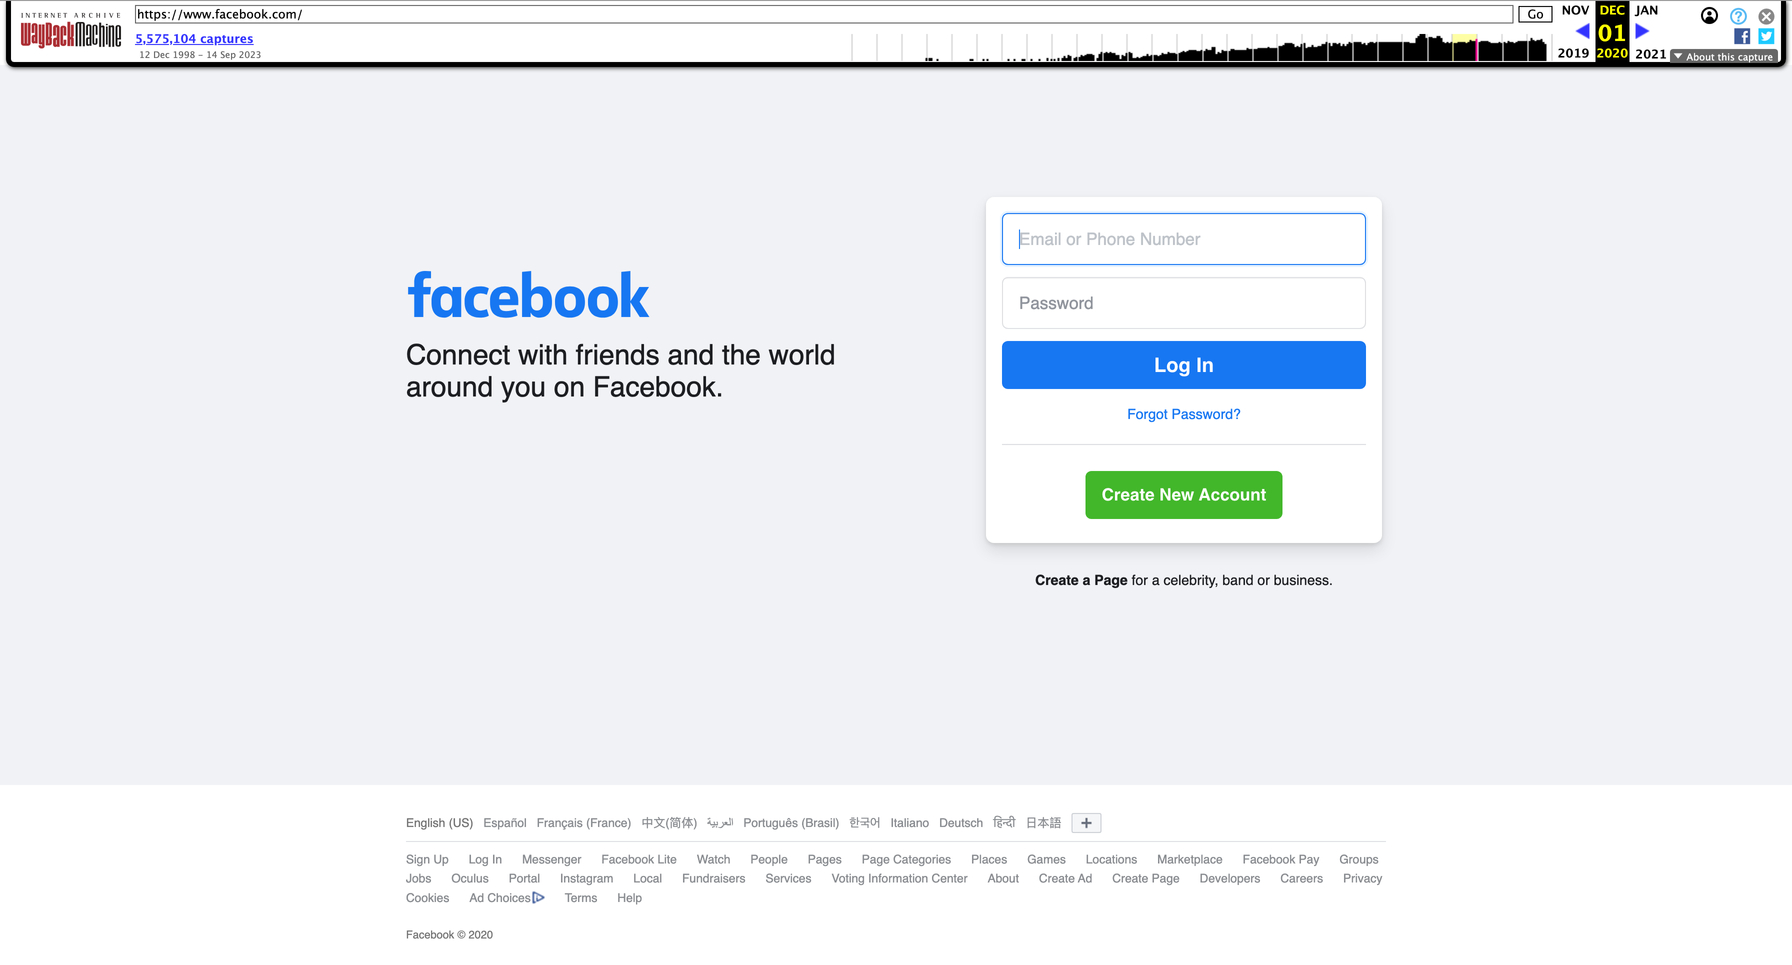 INTERNET ARCHIVE
WayBackMachine
https://www.facebook.com/
Go
5,575,104 captures
12 Dec 1998 – 14 Sep 2023
NOV DEC JAN
01
2019 2020 2021
About this capture
facebook
Connect with friends and the world
around you on Facebook.
Email or Phone Number
Password
Log In
Forgot Password?
Create New Account
Create a Page for a celebrity, band or business.
English (US) Español Français (France) 中文(简体) العربية Português (Brasil) 한국어 Italiano Deutsch हिन्दी 日本語 +
Sign Up Log In Messenger Facebook Lite Watch People Pages Page Categories Places Games Locations Marketplace Facebook Pay Groups
Jobs Oculus Portal Instagram Local Fundraisers Services Voting Information Center About Create Ad Create Page Developers Careers Privacy
Cookies Ad Choices Terms Help
Facebook © 2020